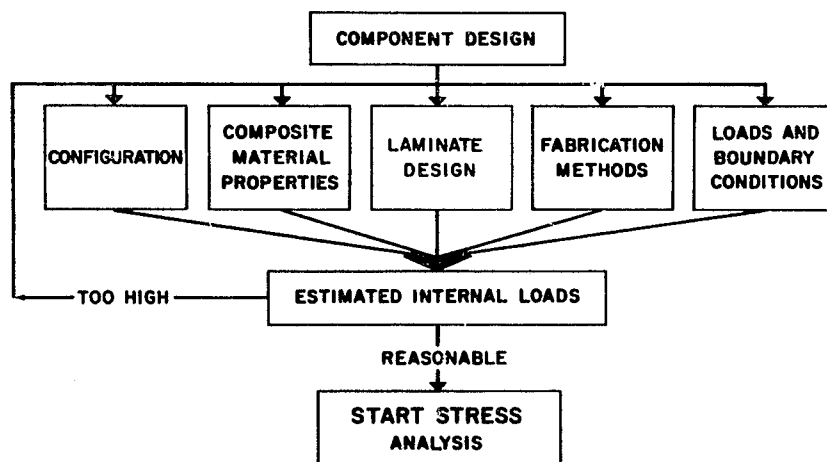 COMPONENT DESIGN
CONFIGURATION
COMPOSITE
MATERIAL
PROPERTIES
LAMINATE
DESIGN
FABRICATION
METHODS
LOADS AND
BOUNDARY
CONDITIONS
TOO HIGH
ESTIMATED INTERNAL LOADS
REASONABLE
START STRESS
ANALYSIS